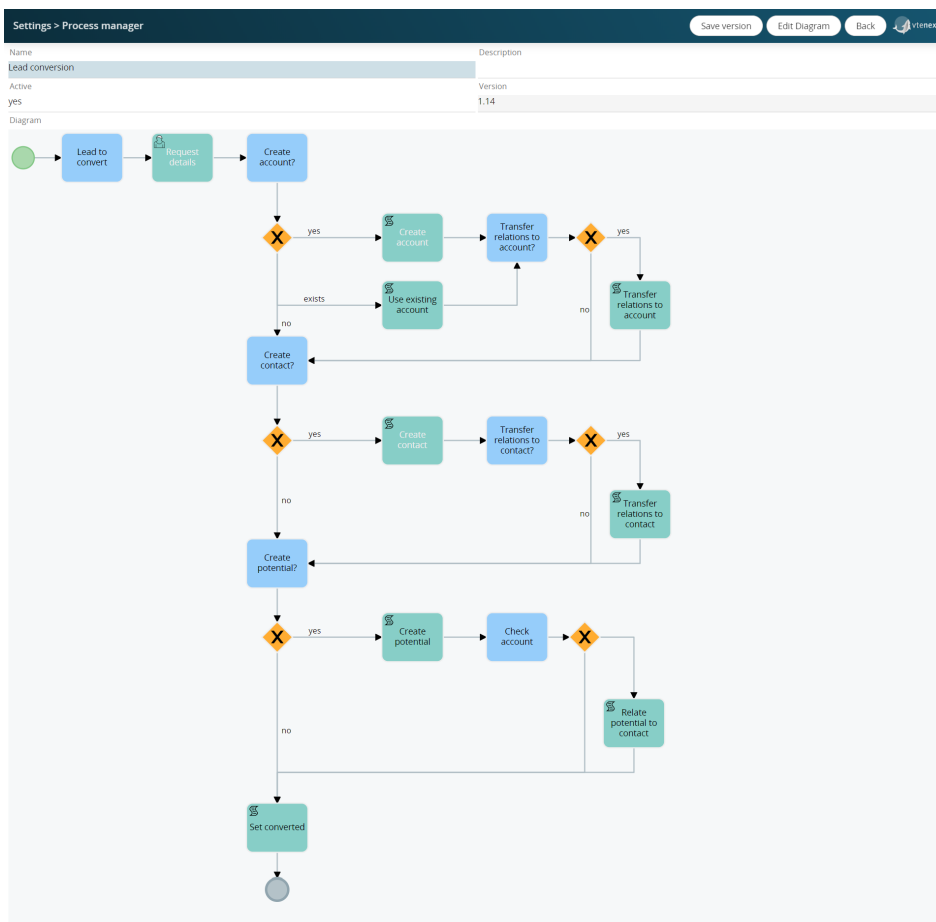 Settings > Process manager
Save version
Edit Diagram
Back
vtenex
Name
Description
Lead conversion
Active
Version
yes
1.14
Diagram
Lead to
convert
Request
details
Create
account?
yes
Create
account
Transfer
relations to
account?
yes
exists
Use existing
account
no
Transfer
relations to
account
no
Create
contact?
yes
Create
contact
Transfer
relations to
contact?
yes
no
no
Transfer
relations to
contact
Create
potential?
yes
Create
potential
Check
account
no
Relate
potential to
contact
Set converted